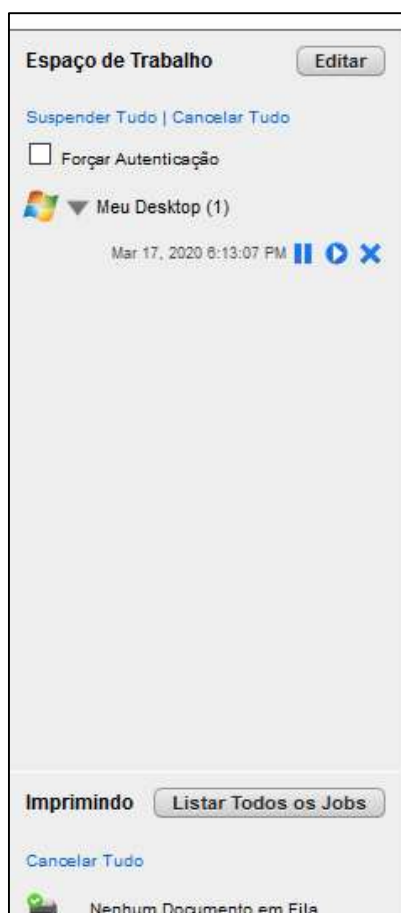 Espaço de Trabalho Editar
Suspender Tudo | Cancelar Tudo
Forçar Autenticação
Meu Desktop (1)
Mar 17, 2020 6:13:07 PM
Imprimindo Listar Todos os Jobs
Cancelar Tudo
Nenhum Documento em Fila